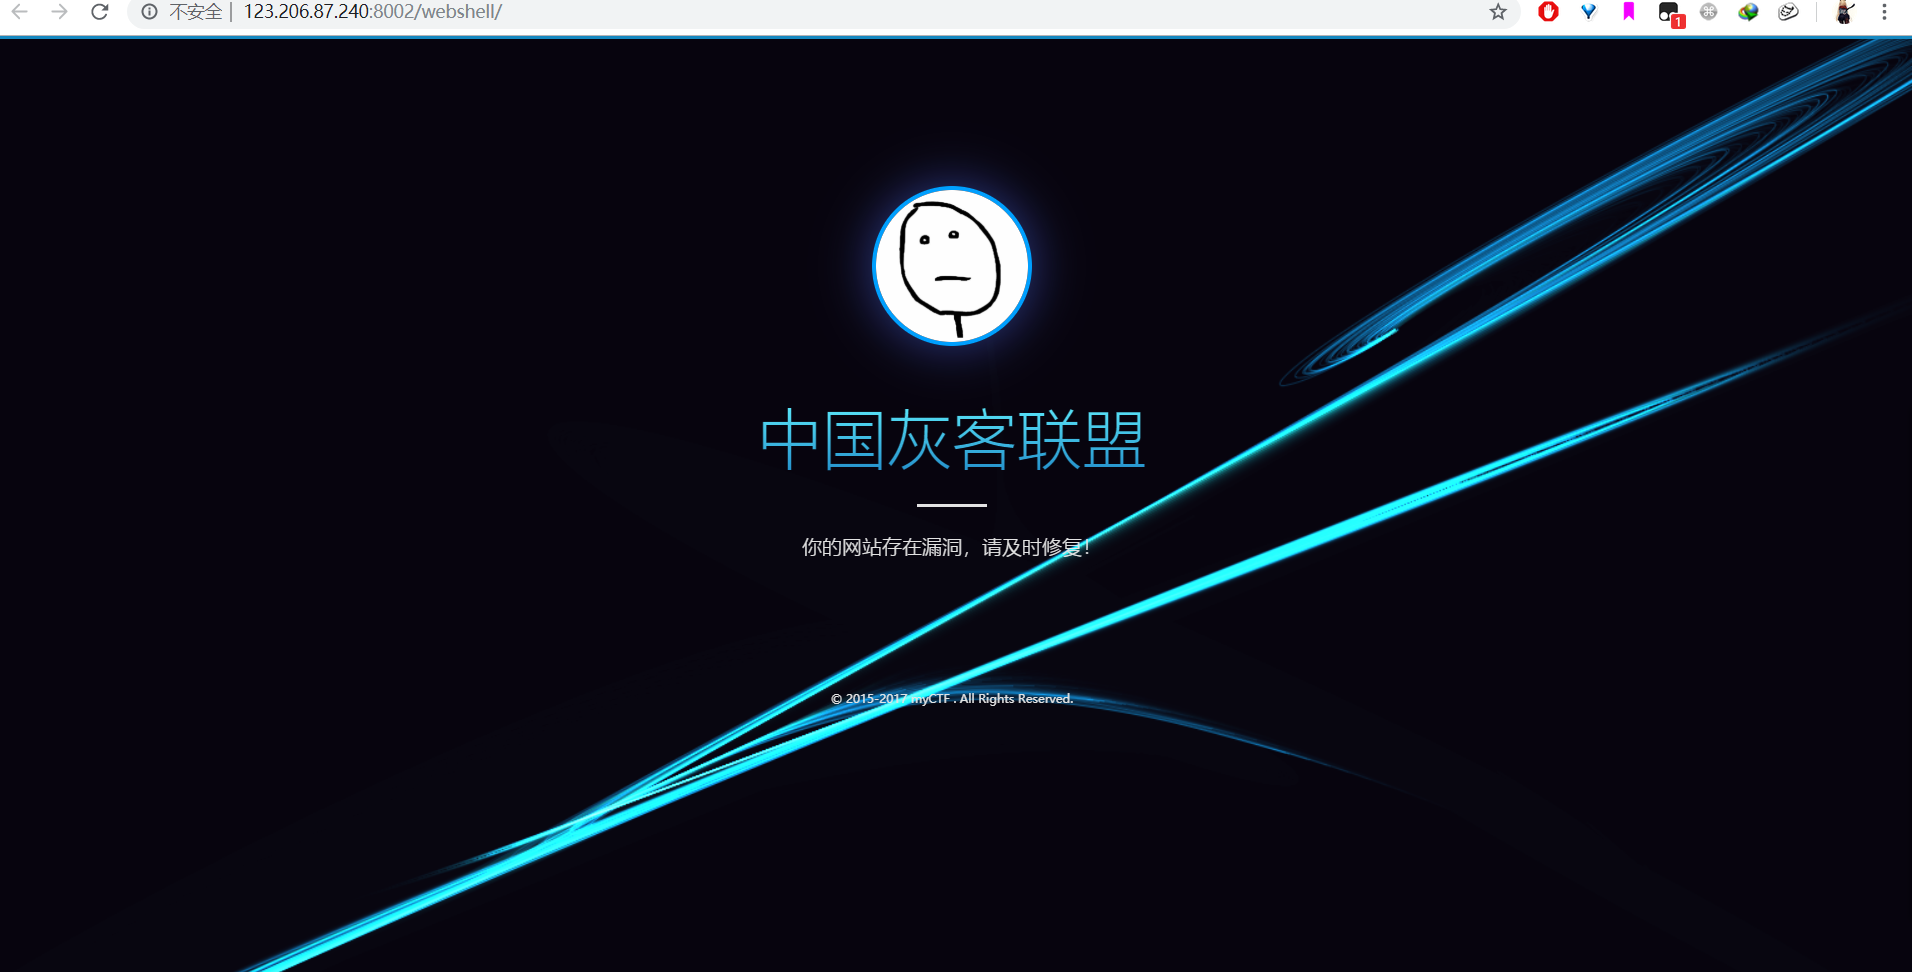 不安全 | 123.206.87.240:8002/webshell/
1
中国灰客联盟
你的网站存在漏洞，请及时修复！
© 2015-2017 myCTF . All Rights Reserved.